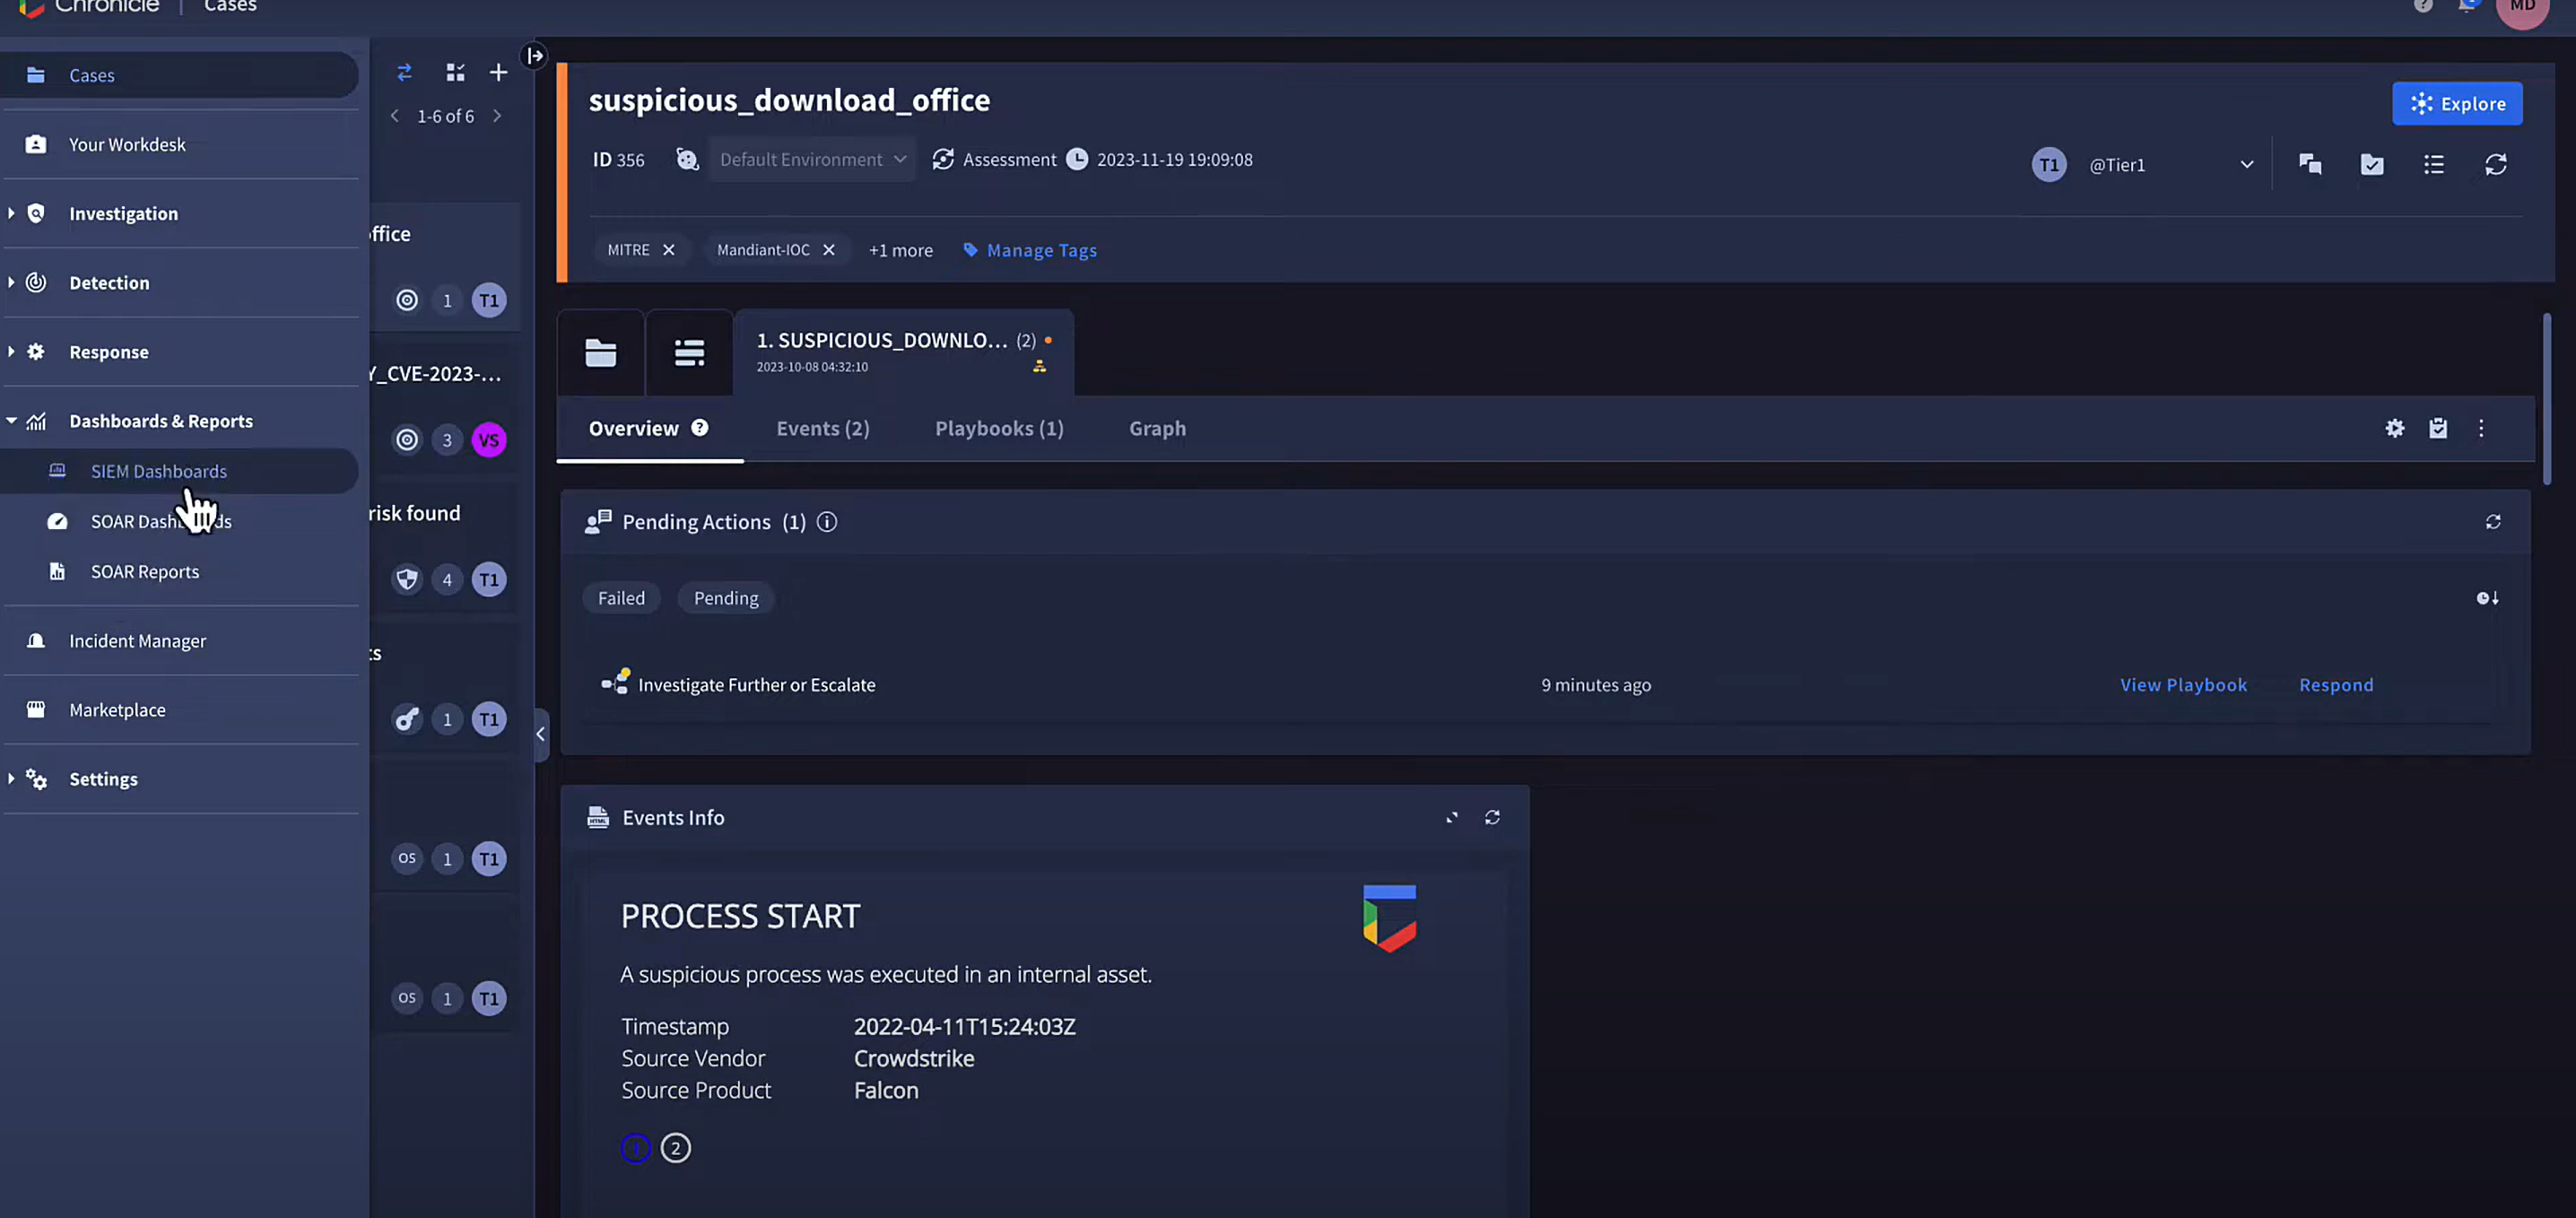 Chronicle | Cases
MD
Cases
Your Workdesk
Investigation
Detection
Response
Dashboards & Reports
SIEM Dashboards
SOAR Reports
Incident Manager
Marketplace
Settings
1-6 of 6
ffice
1 T1
Y_CVE-2023-...
3 VS
risk found
4 T1
ts
1 T1
OS 1 T1
OS 1 T1
suspicious_download_office
Explore
ID 356 Default Environment Assessment 2023-11-19 19:09:08
T1 @Tier1
MITRE Mandiant-IOC +1 more Manage Tags
1. SUSPICIOUS_DOWNLO... (2)
2023-10-08 04:32:10
Overview Events (2) Playbooks (1) Graph
Pending Actions (1)
Failed Pending
Investigate Further or Escalate 9 minutes ago View Playbook Respond
HTML Events Info
PROCESS START
A suspicious process was executed in an internal asset.
Timestamp 2022-04-11T15:24:03Z
Source Vendor Crowdstrike
Source Product Falcon
1 2